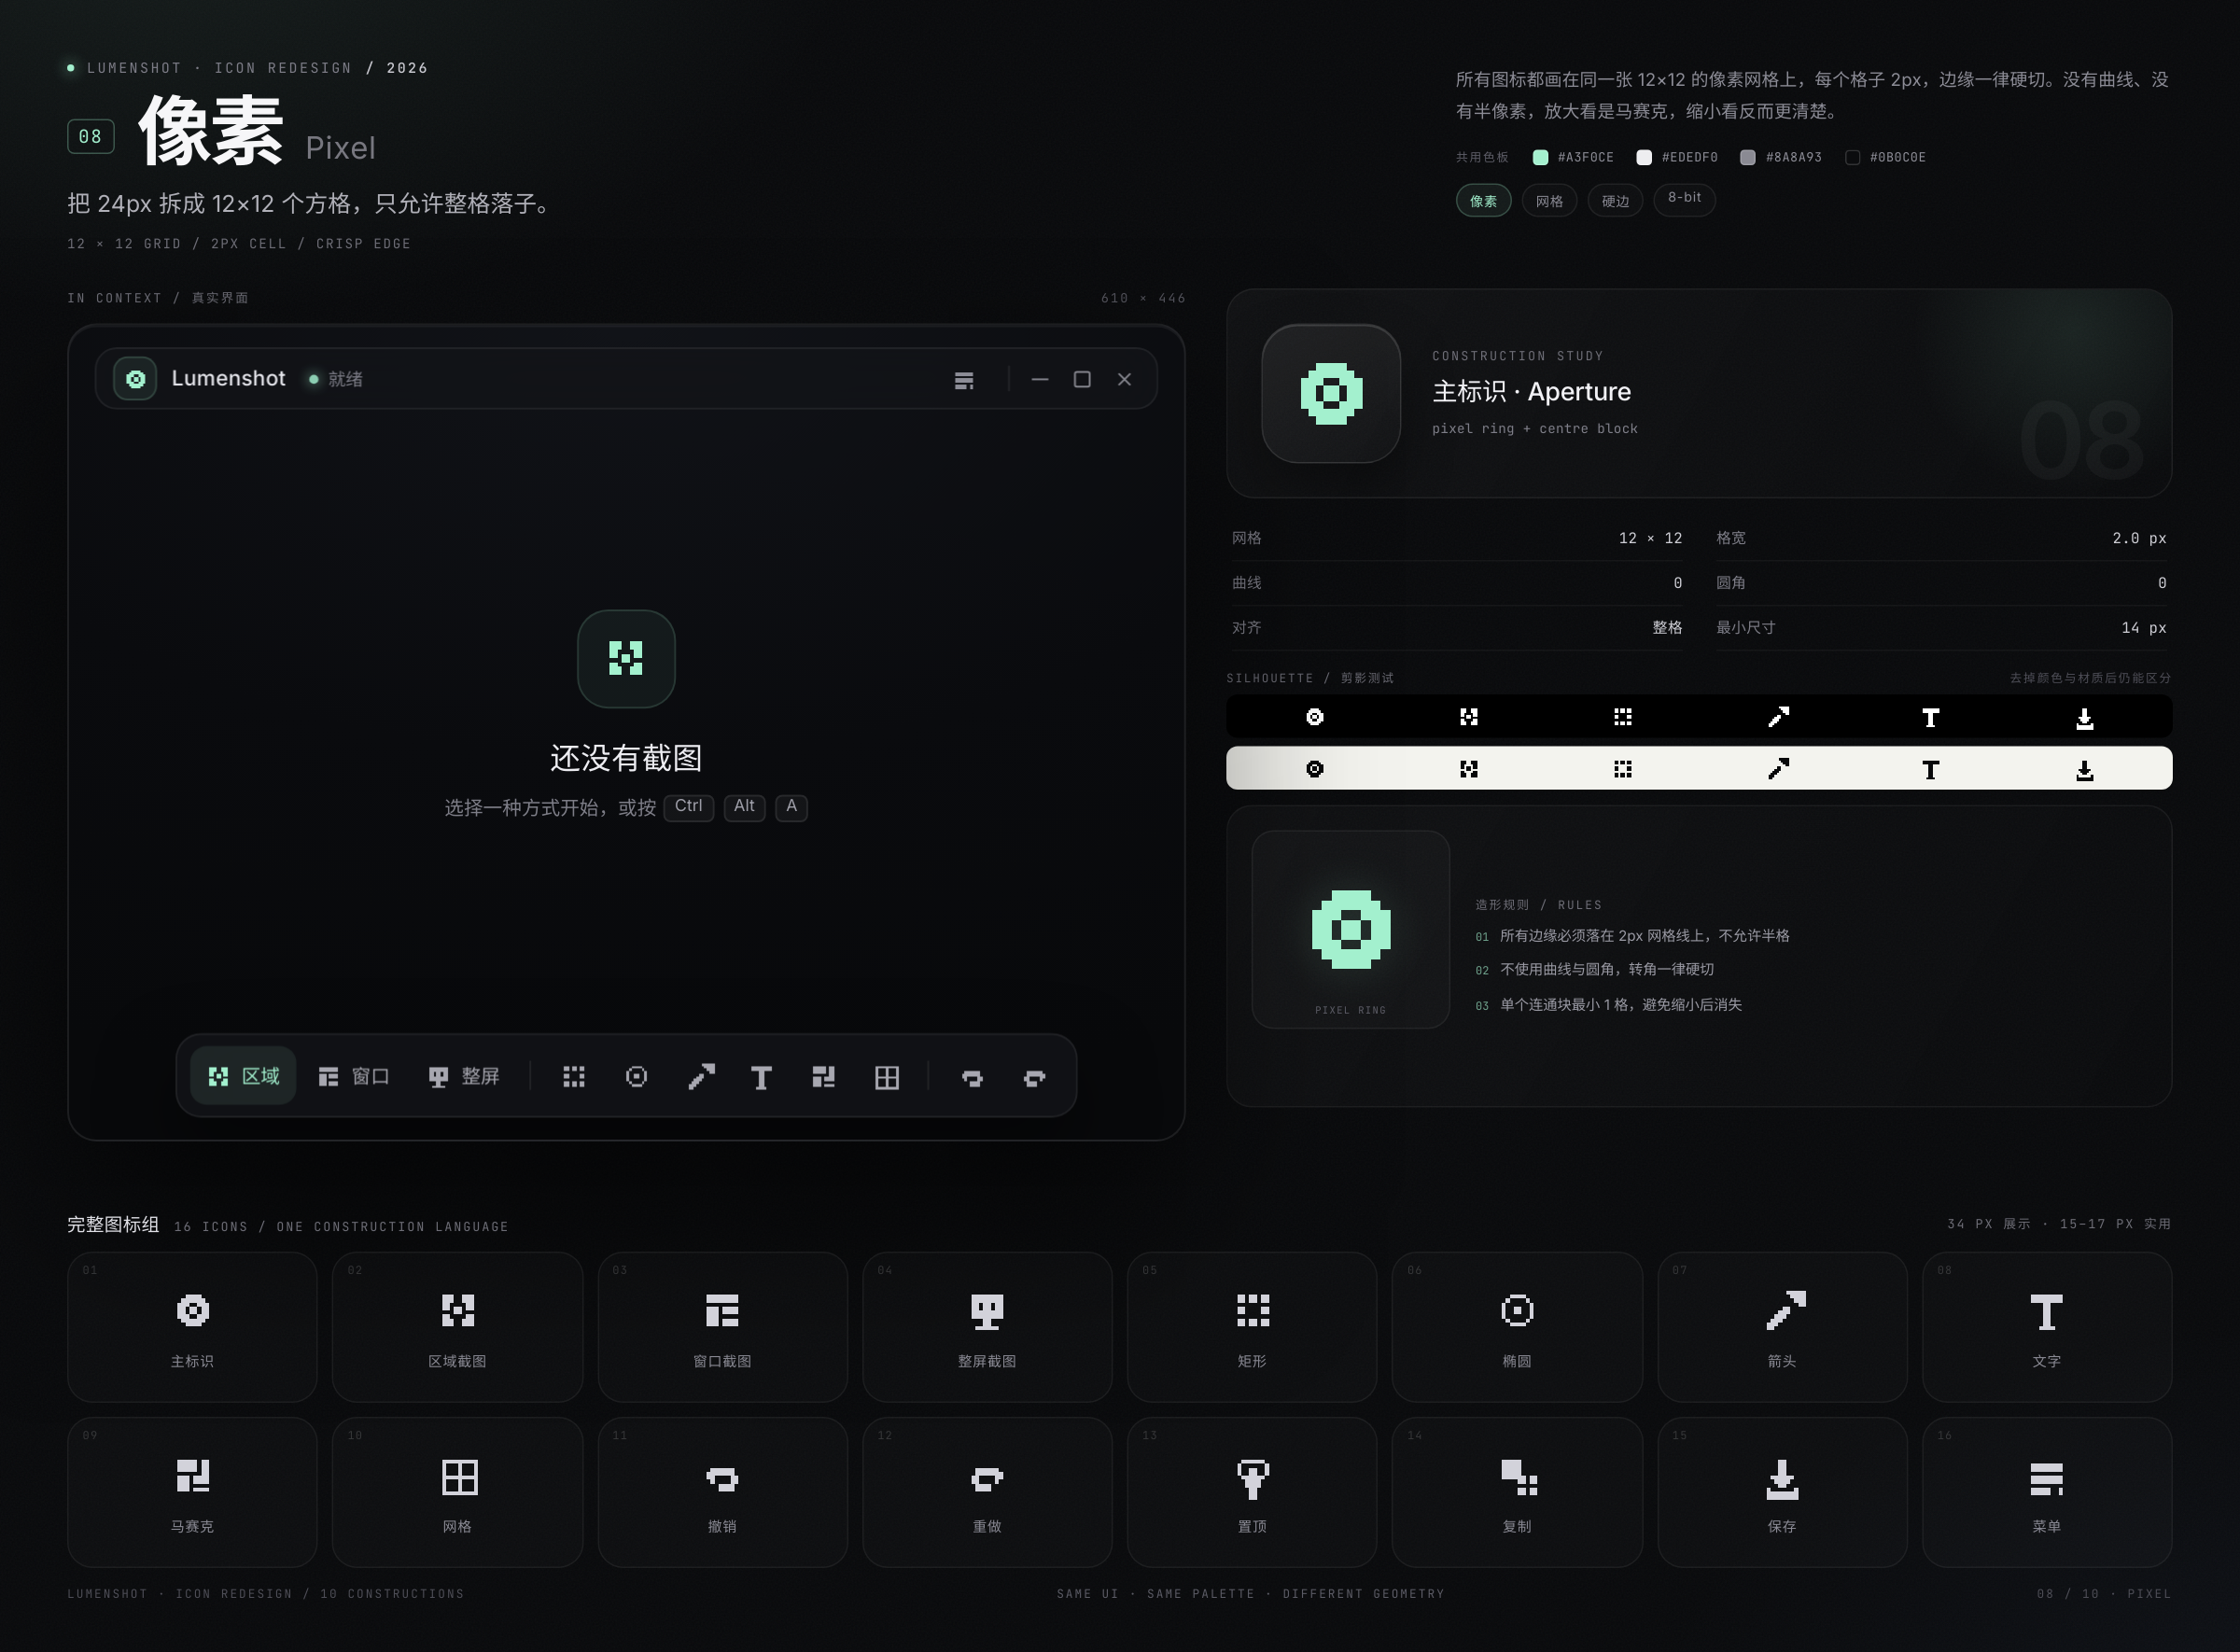 LUMENSHOT · ICON REDESIGN / 2026
08 像素 Pixel
把 24px 拆成 12×12 个方格，只允许整格落子。
12 × 12 GRID / 2PX CELL / CRISP EDGE
所有图标都画在同一张 12×12 的像素网格上，每个格子 2px，边缘一律硬切。没有曲线、没
有半像素，放大看是马赛克，缩小看反而更清楚。
共用色板 #A3F0CE #EDEDF0 #8A8A93 #0B0C0E
像素 网格 硬边 8-bit
IN CONTEXT / 真实界面 610 × 446
Lumenshot 就绪
还没有截图
选择一种方式开始，或按 Ctrl Alt A
区域 窗口 整屏
CONSTRUCTION STUDY
主标识 · Aperture
pixel ring + centre block
08
网格 12 × 12 格宽 2.0 px
曲线 0 圆角 0
对齐 整格 最小尺寸 14 px
SILHOUETTE / 剪影测试 去掉颜色与材质后仍能区分
PIXEL RING
造形规则 / RULES
01 所有边缘必须落在 2px 网格线上，不允许半格
02 不使用曲线与圆角，转角一律硬切
03 单个连通块最小 1 格，避免缩小后消失
完整图标组 16 ICONS / ONE CONSTRUCTION LANGUAGE 34 PX 展示 · 15–17 PX 实用
01 02 03 04 05 06 07 08
主标识 区域截图 窗口截图 整屏截图 矩形 椭圆 箭头 文字
09 10 11 12 13 14 15 16
马赛克 网格 撤销 重做 置顶 复制 保存 菜单
LUMENSHOT · ICON REDESIGN / 10 CONSTRUCTIONS SAME UI · SAME PALETTE · DIFFERENT GEOMETRY 08 / 10 · PIXEL